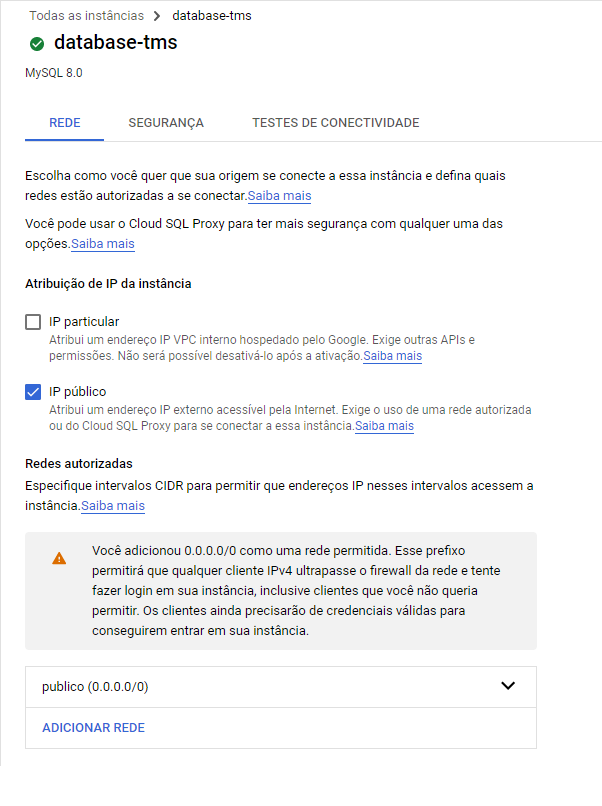 Todas as instâncias > database-tms
database-tms
MySQL 8.0
REDE SEGURANÇA TESTES DE CONECTIVIDADE
Escolha como você quer que sua origem se conecte a essa instância e defina quais
redes estão autorizadas a se conectar.Saiba mais
Você pode usar o Cloud SQL Proxy para ter mais segurança com qualquer uma das
opções.Saiba mais
Atribuição de IP da instância
IP particular
Atribui um endereço IP VPC interno hospedado pelo Google. Exige outras APIs e
permissões. Não será possível desativá-lo após a ativação.Saiba mais
IP público
Atribui um endereço IP externo acessível pela Internet. Exige o uso de uma rede autorizada
ou do Cloud SQL Proxy para se conectar a essa instância.Saiba mais
Redes autorizadas
Especifique intervalos CIDR para permitir que endereços IP nesses intervalos acessem a
instância.Saiba mais
Você adicionou 0.0.0.0/0 como uma rede permitida. Esse prefixo
permitirá que qualquer cliente IPv4 ultrapasse o firewall da rede e tente
fazer login em sua instância, inclusive clientes que você não queria
permitir. Os clientes ainda precisarão de credenciais válidas para
conseguirem entrar em sua instância.
publico (0.0.0.0/0)
ADICIONAR REDE